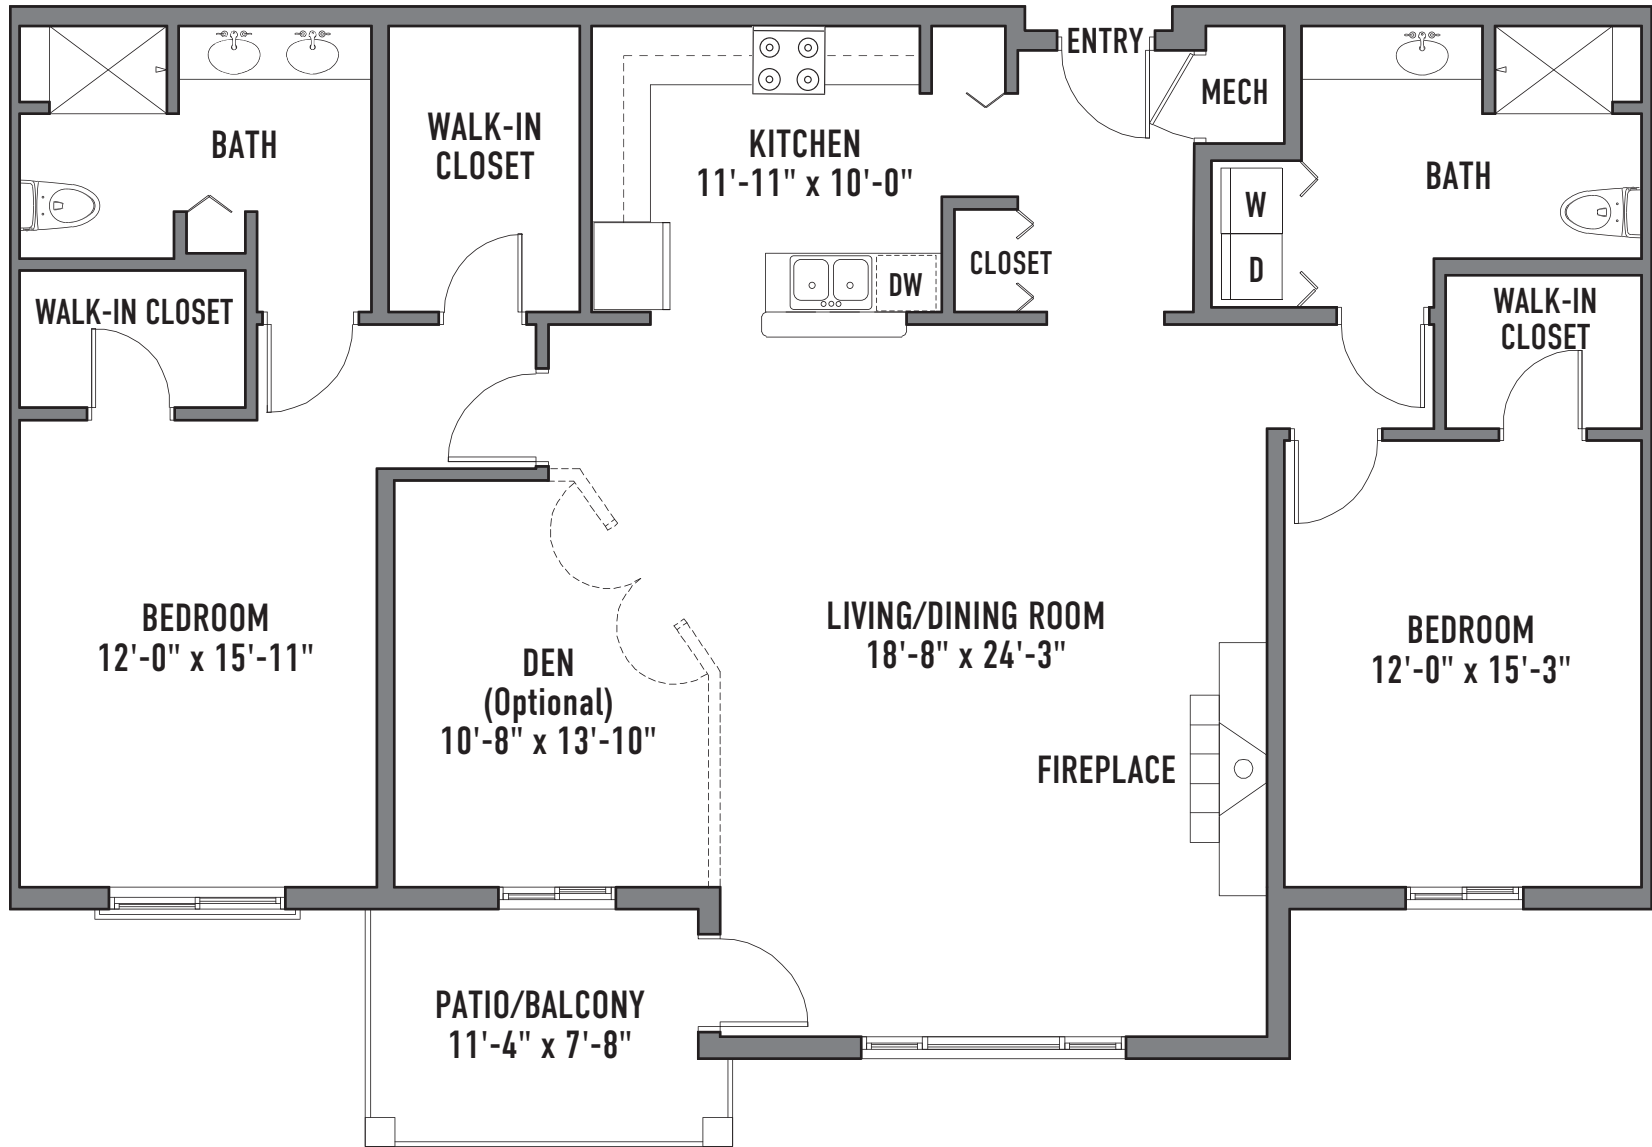 ENTRY
MECH
BATH
WALK-IN
CLOSET
KITCHEN
11'-11" x 10'-0"
BATH
W
D
CLOSET
DW
WALK-IN CLOSET
WALK-IN
CLOSET
BEDROOM
12'-0" x 15'-11"
DEN
(Optional)
10'-8" x 13'-10"
LIVING/DINING ROOM
18'-8" x 24'-3"
BEDROOM
12'-0" x 15'-3"
FIREPLACE
PATIO/BALCONY
11'-4" x 7'-8"